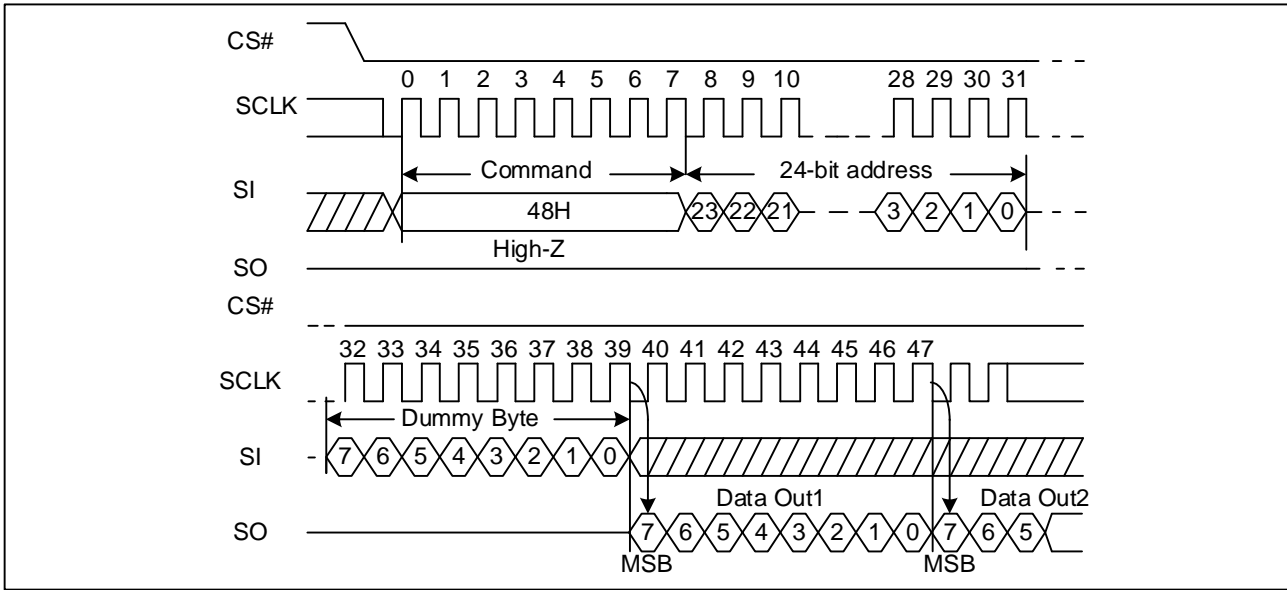 CS#
0 1 2 3 4 5 6 7 8 9 10 28 29 30 31
SCLK
Command 24-bit address
SI
48H 23 22 21 3 2 1 0
High-Z
SO
CS#
32 33 34 35 36 37 38 39 40 41 42 43 44 45 46 47
SCLK
Dummy Byte
SI 7 6 5 4 3 2 1 0
Data Out1 Data Out2
SO 7 6 5 4 3 2 1 0 7 6 5
MSB MSB